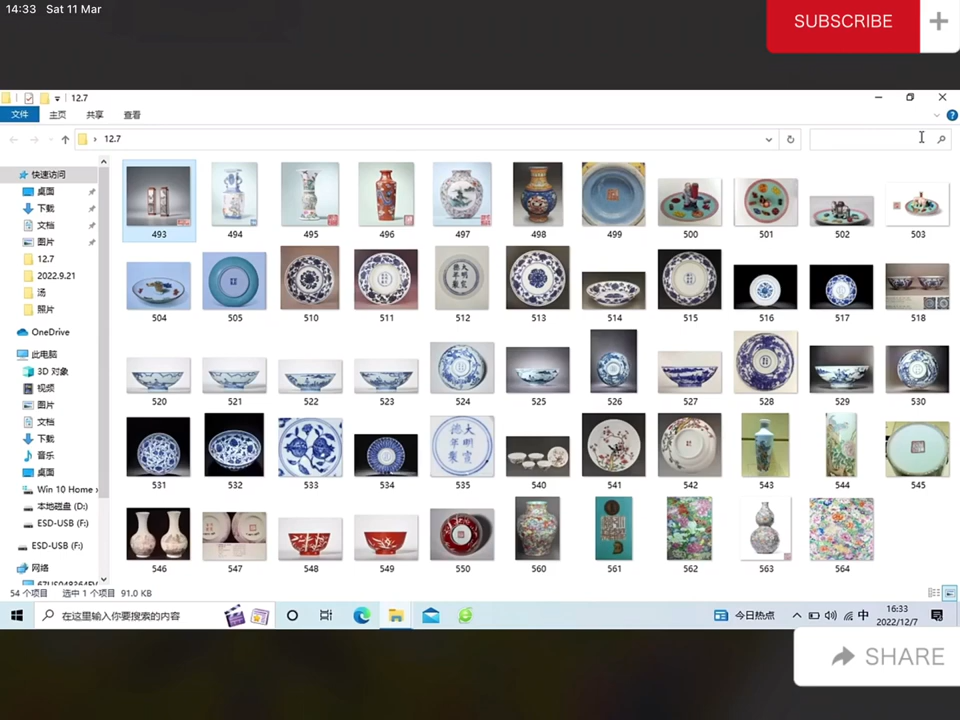 14:33 Sat 11 Mar
SUBSCRIBE +
12.7
文件 主页 共享 查看
12.7
快速访问
桌面
下载
文档
图片
12.7
2022.9.21
汤
照片
OneDrive
此电脑
3D 对象
视频
图片
文档
下载
音乐
桌面
Win 10 Home
本地磁盘 (D:)
ESD-USB (F:)
ESD-USB (F:)
网络
493 494 495 496 497 498 499 500 501 502 503
504 505 510 511 512 513 514 515 516 517 518
520 521 522 523 524 525 526 527 528 529 530
531 532 533 534 535 540 541 542 543 544 545
546 547 548 549 550 560 561 562 563 564
54 个项目 选中 1 个项目 91.0 KB
在这里输入你要搜索的内容
今日热点
中
16:33
2022/12/7
SHARE